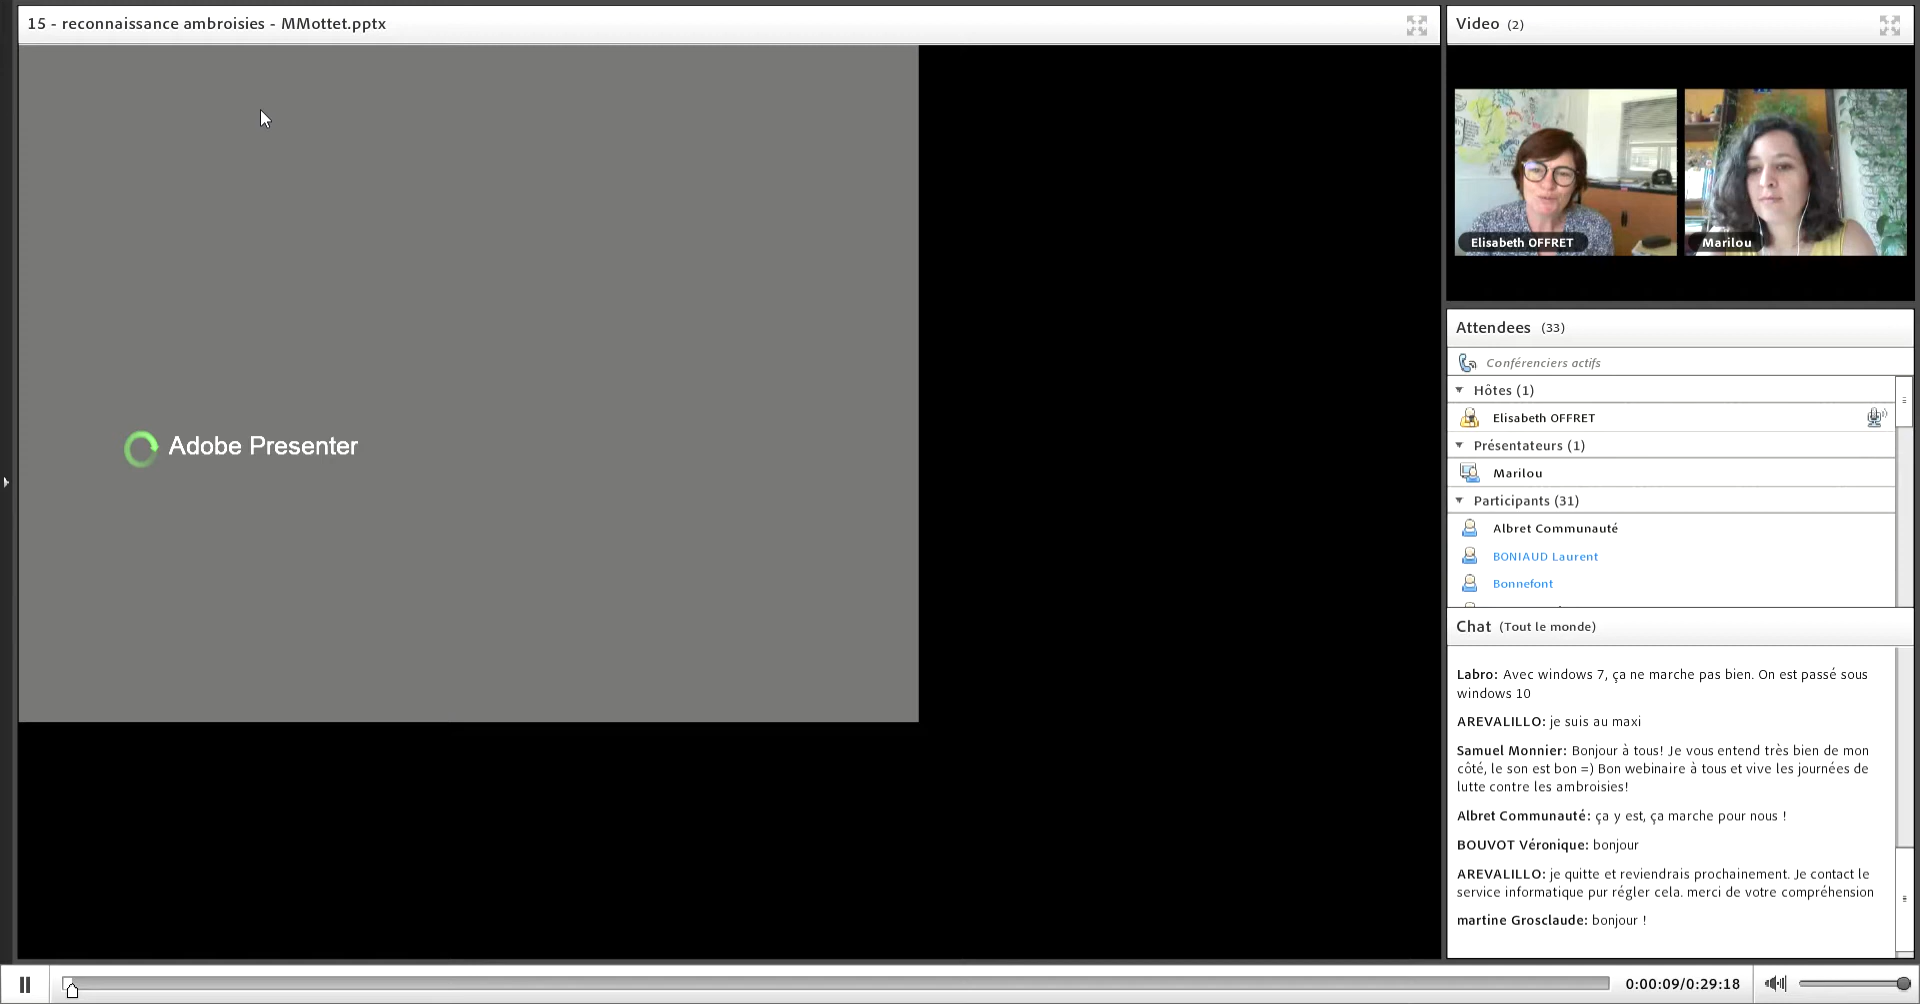 15 - reconnaissance ambroisies - MMottet.pptx
Adobe Presenter
Video (2)
Elisabeth OFFRET
Marilou
Attendees (33)
Conférenciers actifs
Hôtes (1)
Elisabeth OFFRET
Présentateurs (1)
Marilou
Participants (31)
Albret Communauté
BONIAUD Laurent
Bonnefont
Chat (Tout le monde)
Labro: Avec windows 7, ça ne marche pas bien. On est passé sous
windows 10
AREVALILLO: je suis au maxi
Samuel Monnier: Bonjour à tous! Je vous entend très bien de mon
côté, le son est bon =) Bon webinaire à tous et vive les journées de
lutte contre les ambroisies!
Albret Communauté: ça y est, ça marche pour nous !
BOUVOT Véronique: bonjour
AREVALILLO: je quitte et reviendrais prochainement. Je contact le
service informatique pur régler cela. merci de votre compréhension
martine Grosclaude: bonjour !
0:00:09/0:29:18